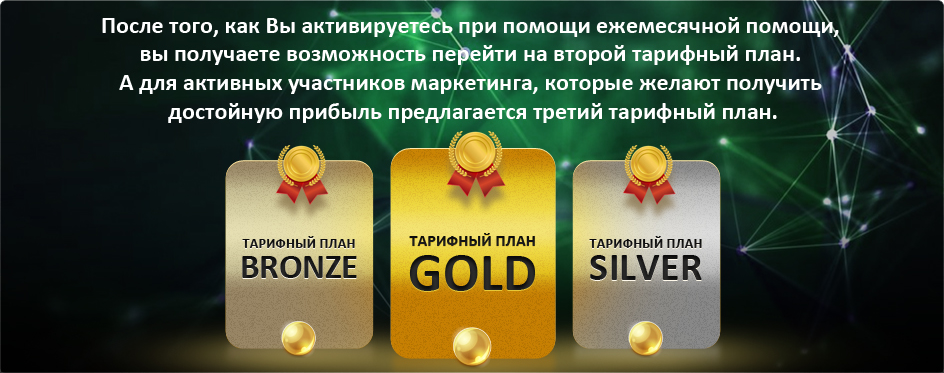 После того, как Вы активируетесь при помощи ежемесячной помощи,
вы получаете возможность перейти на второй тарифный план.
А для активных участников маркетинга, которые желают получить
достойную прибыль предлагается третий тарифный план.
ТАРИФНЫЙ ПЛАН
BRONZE
ТАРИФНЫЙ ПЛАН
GOLD
ТАРИФНЫЙ ПЛАН
SILVER